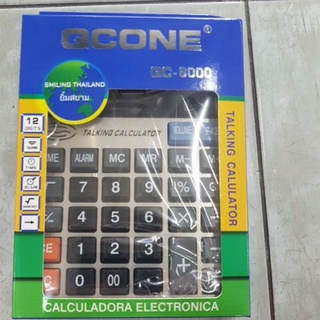 QCONE®
QC-8000
SMILING THAILAND
ยิ้มสยาม
12
DIGITS
TALKING CALCULATOR
VOLUME
TIME
ALARM
MC
MR
M-
7
8
9
%
4
5
6
×
CE
1
2
3
+
C
0
00
TALKING CALULATOR
CALCULADORA ELECTRONICA